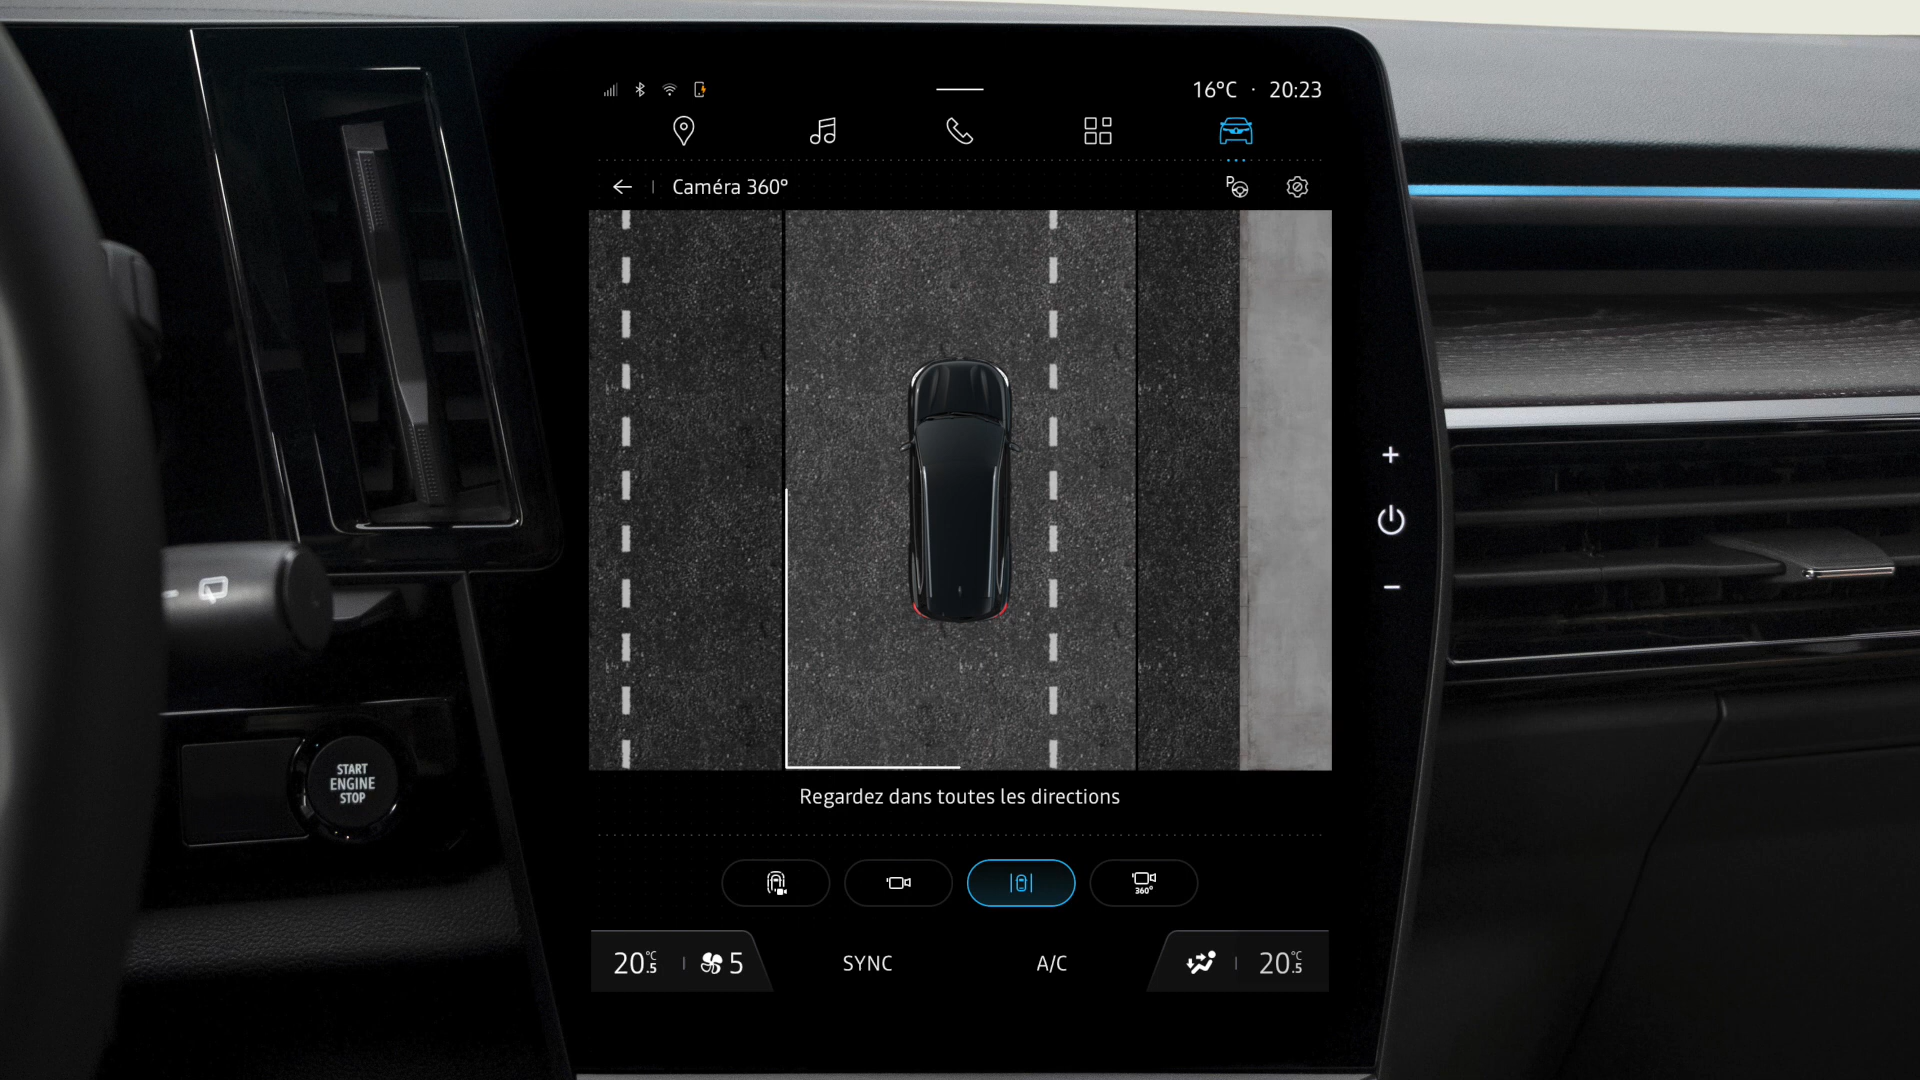 16°C · 20:23
Caméra 360°
P
Regardez dans toutes les directions
360°
20.5 °C 5 SYNC A/C 20.5 °C
START
ENGINE
STOP